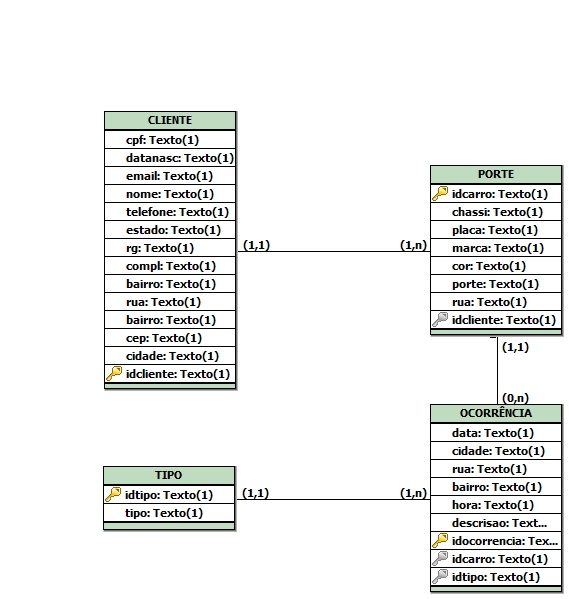 CLIENTE
cpf: Texto(1)
datanasc: Texto(1)
email: Texto(1)
nome: Texto(1)
telefone: Texto(1)
estado: Texto(1)
rg: Texto(1)
compl: Texto(1)
bairro: Texto(1)
rua: Texto(1)
bairro: Texto(1)
cep: Texto(1)
cidade: Texto(1)
idcliente: Texto(1)
(1,1)
(1,n)
PORTE
idcarro: Texto(1)
chassi: Texto(1)
placa: Texto(1)
marca: Texto(1)
cor: Texto(1)
porte: Texto(1)
rua: Texto(1)
idcliente: Texto(1)
(1,1)
(0,n)
TIPO
idtipo: Texto(1)
tipo: Texto(1)
(1,1)
(1,n)
OCORRÊNCIA
data: Texto(1)
cidade: Texto(1)
rua: Texto(1)
bairro: Texto(1)
hora: Texto(1)
descrisao: Text...
idocorrencia: Tex...
idcarro: Texto(1)
idtipo: Texto(1)